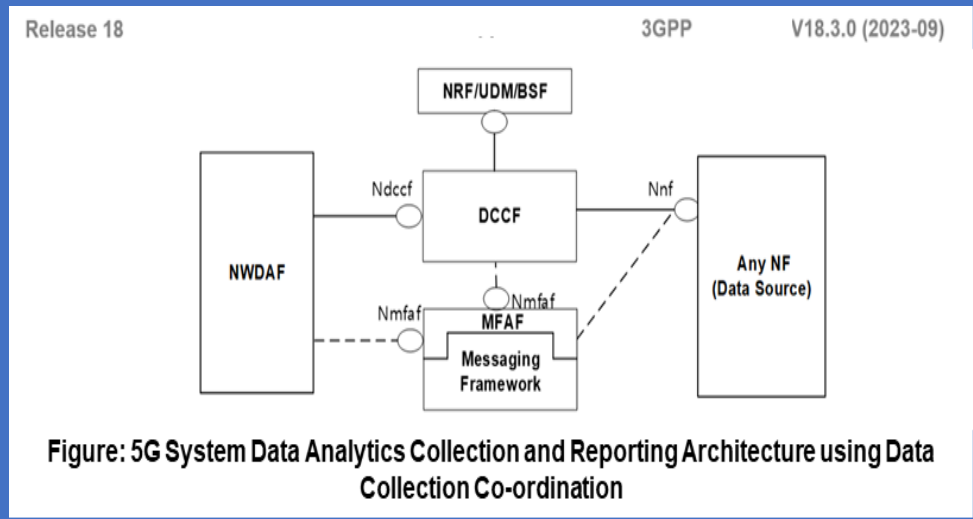 Release 18
3GPP
V18.3.0 (2023-09)
NRF/UDM/BSF
Ndccf
DCCF
Nnf
NWDAF
Any NF
(Data Source)
Nmfaf
Nmfaf
MFAF
Messaging
Framework
Figure: 5G System Data Analytics Collection and Reporting Architecture using Data
Collection Co-ordination